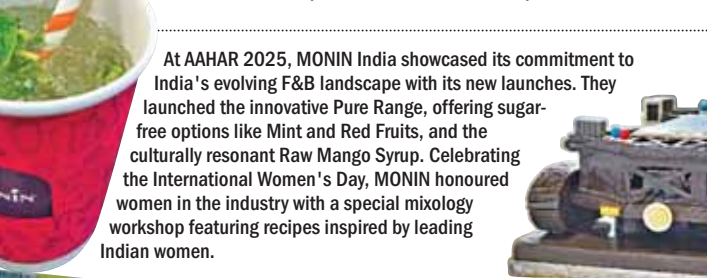 At AAHAR 2025, MONIN India showcased its commitment to
India's evolving F&B landscape with its new launches. They
launched the innovative Pure Range, offering sugar-
free options like Mint and Red Fruits, and the
culturally resonant Raw Mango Syrup. Celebrating
the International Women's Day, MONIN honoured
women in the industry with a special mixology
workshop featuring recipes inspired by leading
Indian women.